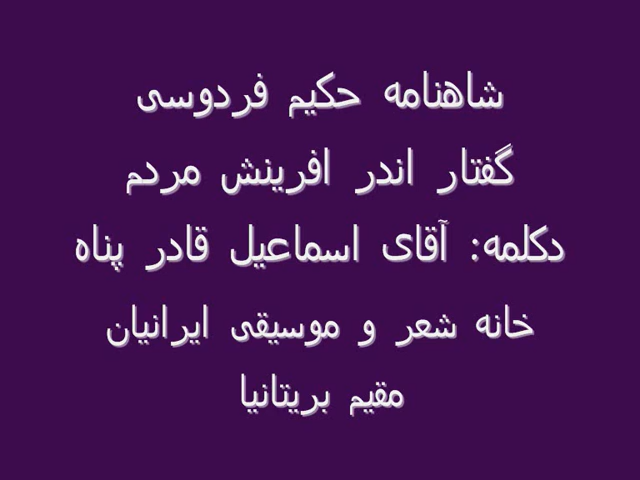 شاهنامه حکیم فردوسی
گفتار اندر افرینش مردم
دکلمه: آقای اسماعیل قادر پناه
خانه شعر و موسیقی ایرانیان
مقیم بریتانیا